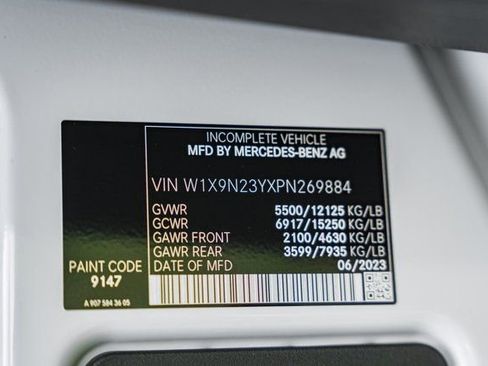 INCOMPLETE VEHICLE
MFD BY MERCEDES-BENZ AG
VIN W1X9N23YXPN269884
GVWR 5500/12125 KG/LB
GCWR 6917/15250 KG/LB
GAWR FRONT 2100/4630 KG/LB
GAWR REAR 3599/7935 KG/LB
DATE OF MFD 06/2023
PAINT CODE
9147
A 907 584 36 05